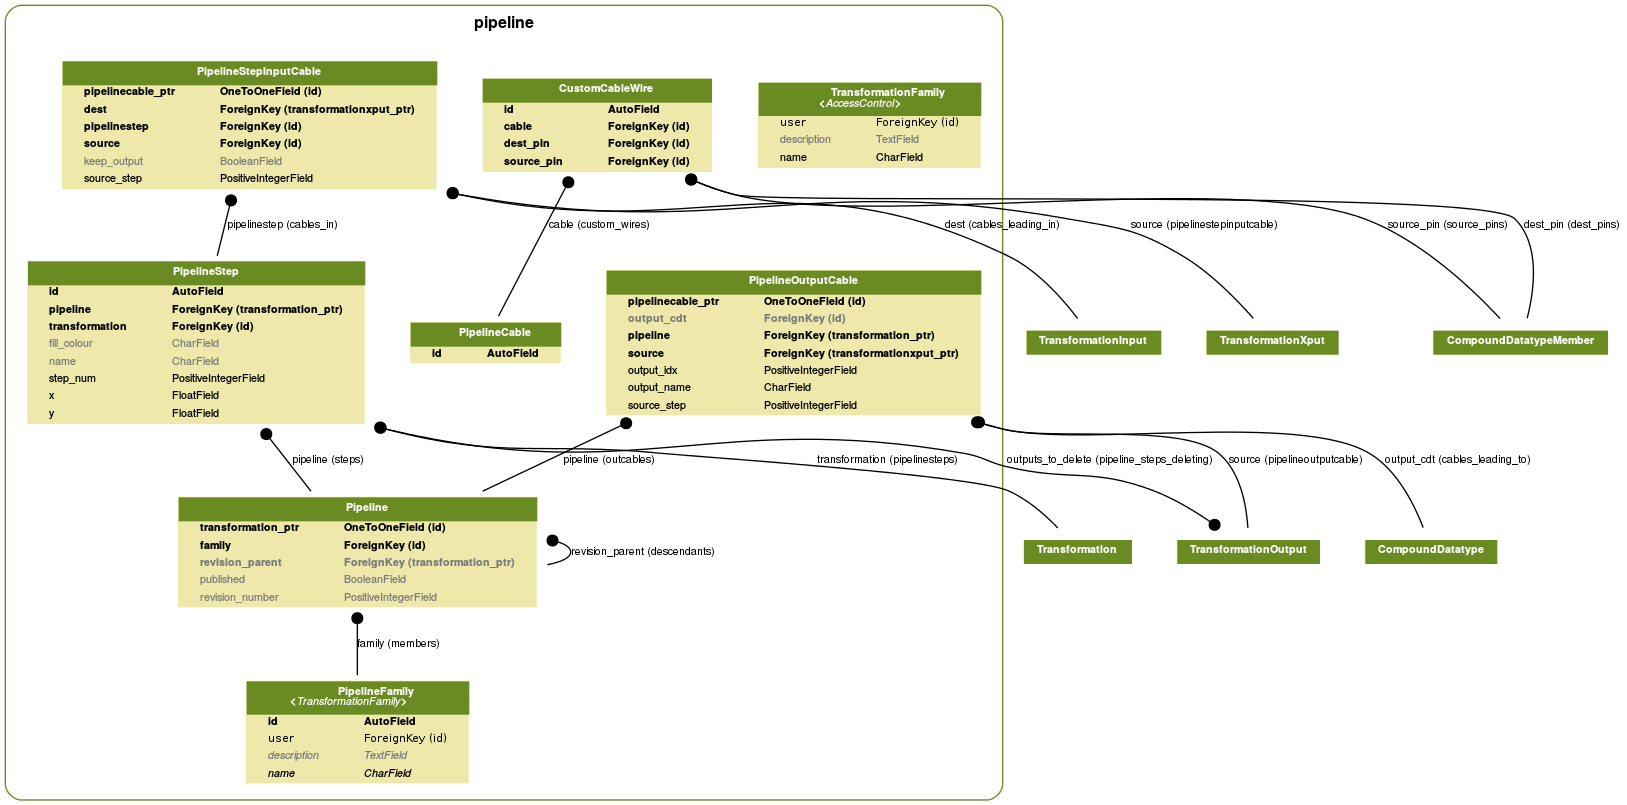 pipeline
PipelineStepInputCable
pipelinecable_ptr OneToOneField (id)
dest ForeignKey (transformationxput_ptr)
pipelinestep ForeignKey (id)
source ForeignKey (id)
keep_output BooleanField
source_step PositiveIntegerField
CustomCableWire
id AutoField
cable ForeignKey (id)
dest_pin ForeignKey (id)
source_pin ForeignKey (id)
TransformationFamily
<AccessControl>
user ForeignKey (id)
description TextField
name CharField
pipelinestep (cables_in)
cable (custom_wires)
dest (cables_leading_in)
source (pipelinestepinputcable)
source_pin (source_pins)
dest_pin (dest_pins)
PipelineStep
id AutoField
pipeline ForeignKey (transformation_ptr)
transformation ForeignKey (id)
fill_colour CharField
name CharField
step_num PositiveIntegerField
x FloatField
y FloatField
PipelineCable
id AutoField
PipelineOutputCable
pipelinecable_ptr OneToOneField (id)
output_cdt ForeignKey (id)
pipeline ForeignKey (transformation_ptr)
source ForeignKey (transformationxput_ptr)
output_idx PositiveIntegerField
output_name CharField
source_step PositiveIntegerField
TransformationInput
TransformationXput
CompoundDatatypeMember
pipeline (steps)
pipeline (outcables)
transformation (pipelinesteps)
outputs_to_delete (pipeline_steps_deleting)
source (pipelineoutputcable)
output_cdt (cables_leading_to)
Pipeline
transformation_ptr OneToOneField (id)
family ForeignKey (id)
revision_parent ForeignKey (transformation_ptr)
published BooleanField
revision_number PositiveIntegerField
revision_parent (descendants)
Transformation
TransformationOutput
CompoundDatatype
family (members)
PipelineFamily
<TransformationFamily>
id AutoField
user ForeignKey (id)
description TextField
name CharField